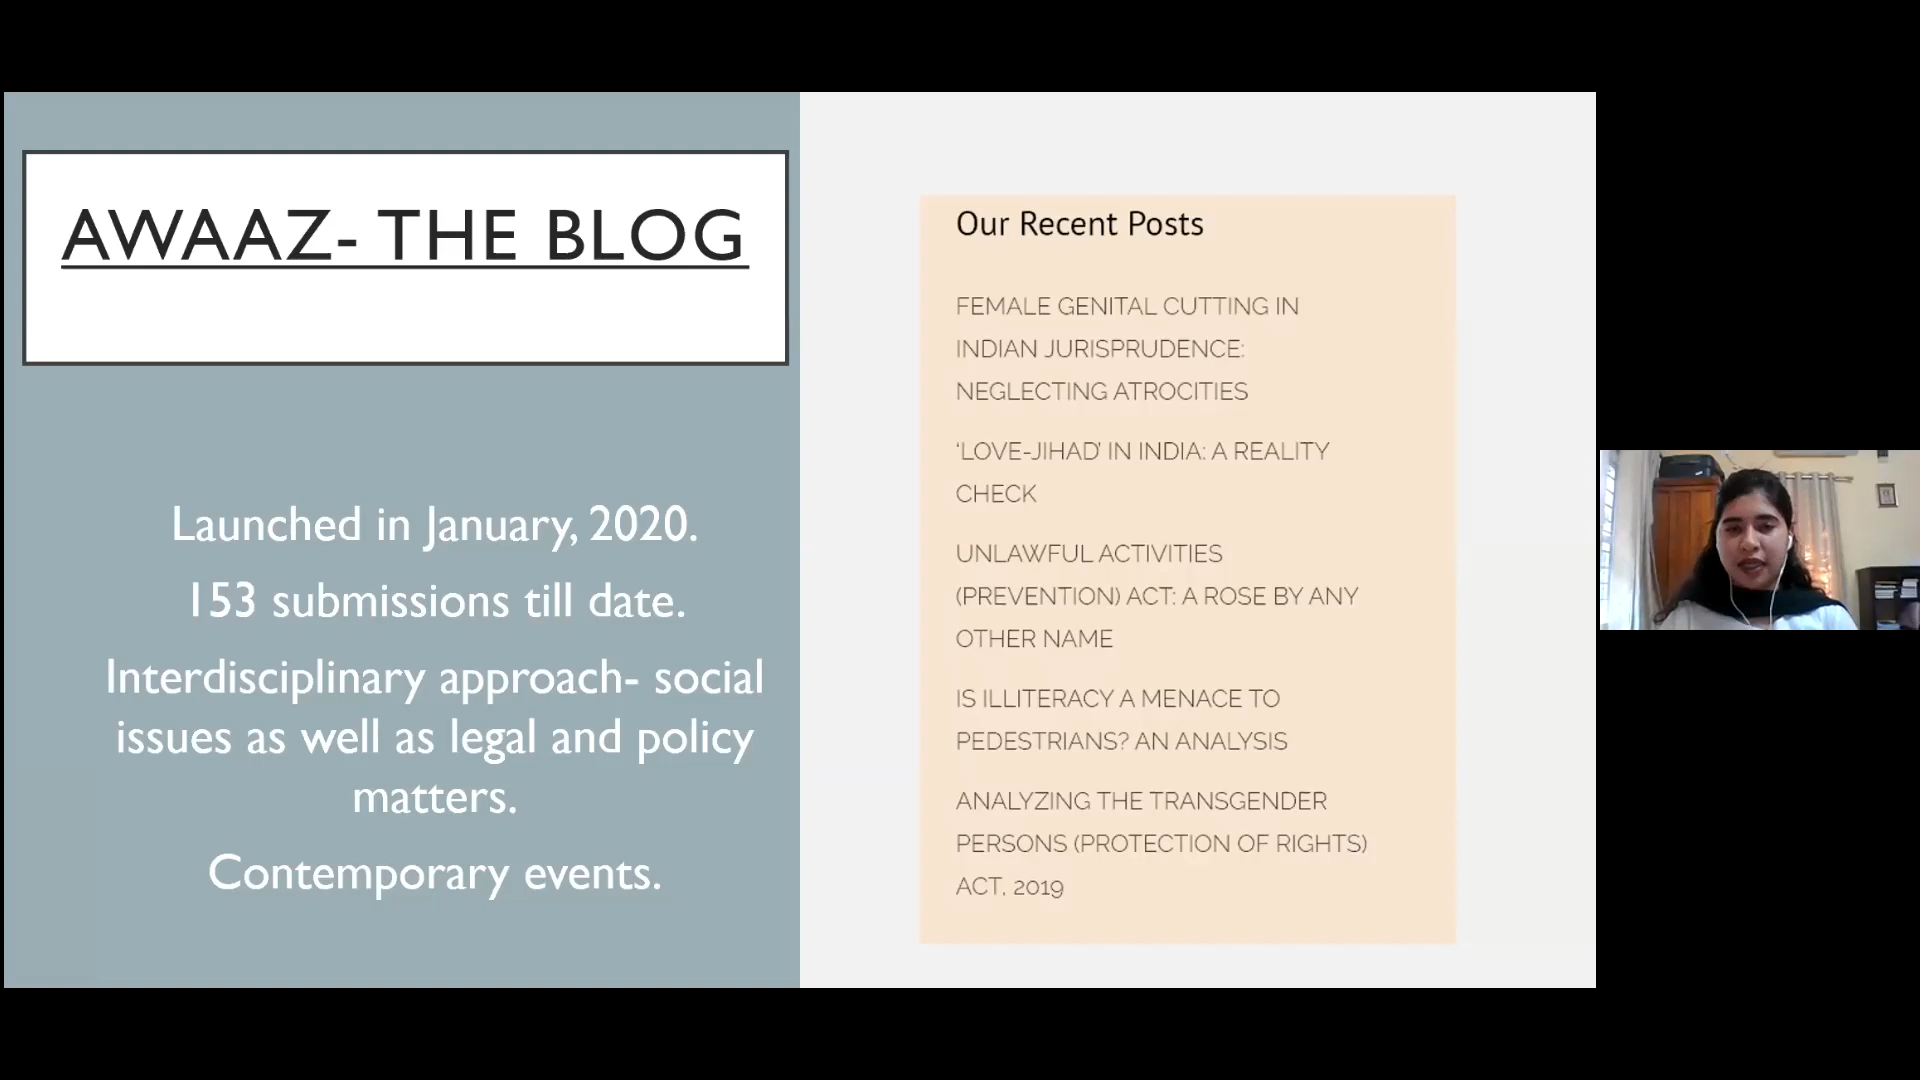 AWAAZ- THE BLOG
Launched in January, 2020.
153 submissions till date.
Interdisciplinary approach- social
issues as well as legal and policy
matters.
Contemporary events.
Our Recent Posts
FEMALE GENITAL CUTTING IN
INDIAN JURISPRUDENCE:
NEGLECTING ATROCITIES
‘LOVE-JIHAD’ IN INDIA: A REALITY
CHECK
UNLAWFUL ACTIVITIES
(PREVENTION) ACT: A ROSE BY ANY
OTHER NAME
IS ILLITERACY A MENACE TO
PEDESTRIANS? AN ANALYSIS
ANALYZING THE TRANSGENDER
PERSONS (PROTECTION OF RIGHTS)
ACT, 2019